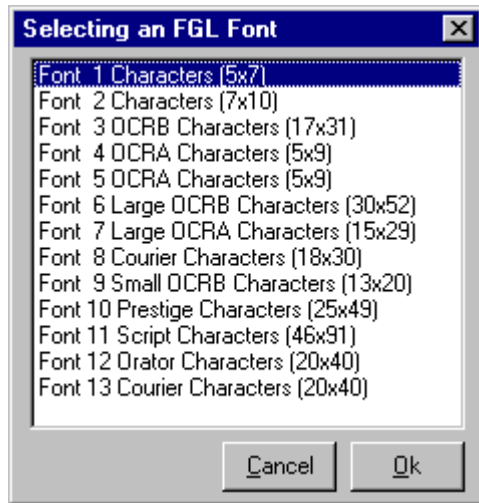 Selecting an FGL Font
Font 1 Characters (5x7)
Font 2 Characters (7x10)
Font 3 OCRB Characters (17x31)
Font 4 OCRA Characters (5x9)
Font 5 OCRA Characters (5x9)
Font 6 Large OCRB Characters (30x52)
Font 7 Large OCRA Characters (15x29)
Font 8 Courier Characters (18x30)
Font 9 Small OCRB Characters (13x20)
Font 10 Prestige Characters (25x49)
Font 11 Script Characters (46x91)
Font 12 Orator Characters (20x40)
Font 13 Courier Characters (20x40)
Cancel Ok